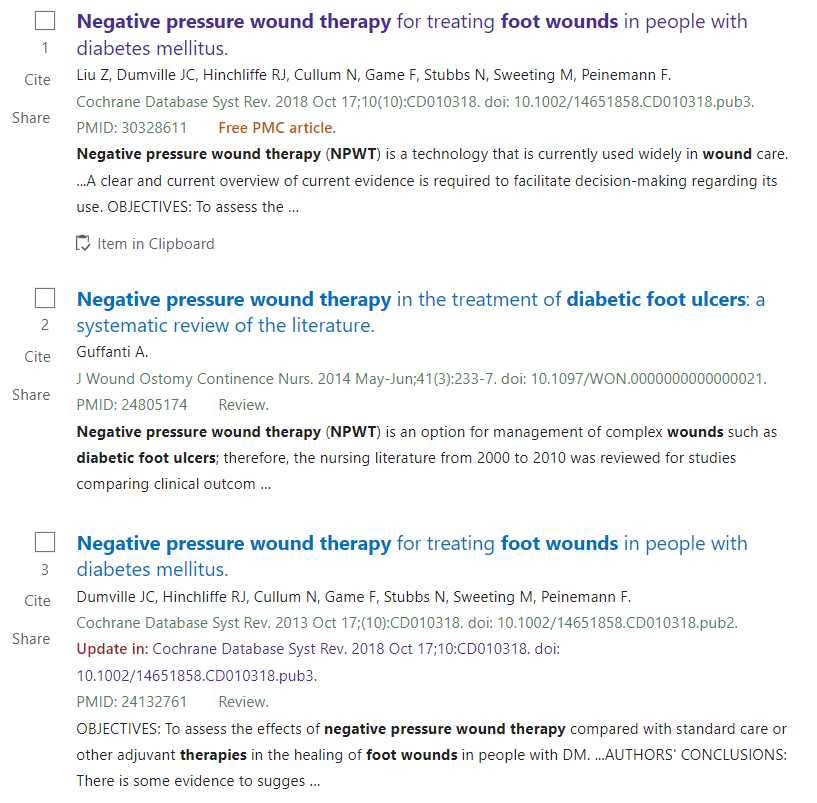 Negative pressure wound therapy for treating foot wounds in people with
1
diabetes mellitus.
Cite
Liu Z, Dumville JC, Hinchliffe RJ, Cullum N, Game F, Stubbs N, Sweeting M, Peinemann F.
Cochrane Database Syst Rev. 2018 Oct 17;10(10):CD010318. doi: 10.1002/14651858.CD010318.pub3.
Share
PMID: 30328611 Free PMC article.
Negative pressure wound therapy (NPWT) is a technology that is currently used widely in wound care.
...A clear and current overview of current evidence is required to facilitate decision-making regarding its
use. OBJECTIVES: To assess the ...
Item in Clipboard
Negative pressure wound therapy in the treatment of diabetic foot ulcers: a
2
systematic review of the literature.
Cite
Guffanti A.
J Wound Ostomy Continence Nurs. 2014 May-Jun;41(3):233-7. doi: 10.1097/WON.0000000000000021.
Share
PMID: 24805174 Review.
Negative pressure wound therapy (NPWT) is an option for management of complex wounds such as
diabetic foot ulcers; therefore, the nursing literature from 2000 to 2010 was reviewed for studies
comparing clinical outcom ...
Negative pressure wound therapy for treating foot wounds in people with
3
diabetes mellitus.
Cite
Dumville JC, Hinchliffe RJ, Cullum N, Game F, Stubbs N, Sweeting M, Peinemann F.
Cochrane Database Syst Rev. 2013 Oct 17;(10):CD010318. doi: 10.1002/14651858.CD010318.pub2.
Share
Update in: Cochrane Database Syst Rev. 2018 Oct 17;10:CD010318. doi:
10.1002/14651858.CD010318.pub3.
PMID: 24132761 Review.
OBJECTIVES: To assess the effects of negative pressure wound therapy compared with standard care or
other adjuvant therapies in the healing of foot wounds in people with DM. ...AUTHORS' CONCLUSIONS:
There is some evidence to sugges ...